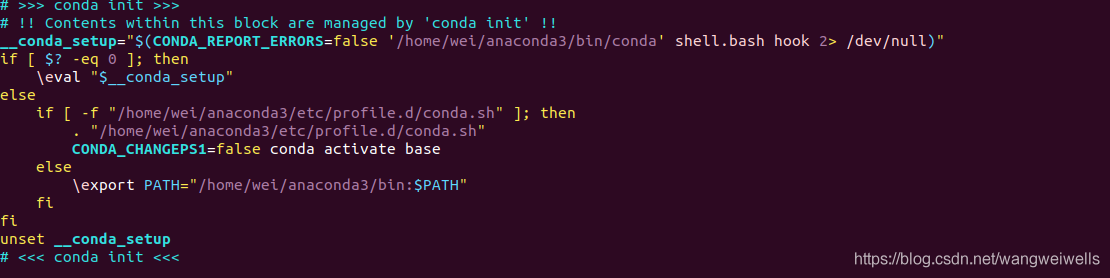 # >>> conda init >>>
# !! Contents within this block are managed by 'conda init' !!
__conda_setup="$(CONDA_REPORT_ERRORS=false '/home/wei/anaconda3/bin/conda' shell.bash hook 2> /dev/null)"
if [ $? -eq 0 ]; then
    \eval "$__conda_setup"
else
    if [ -f "/home/wei/anaconda3/etc/profile.d/conda.sh" ]; then
        . "/home/wei/anaconda3/etc/profile.d/conda.sh"
        CONDA_CHANGEPS1=false conda activate base
    else
        \export PATH="/home/wei/anaconda3/bin:$PATH"
    fi
fi
unset __conda_setup
# <<< conda init <<<
https://blog.csdn.net/wangweiwells